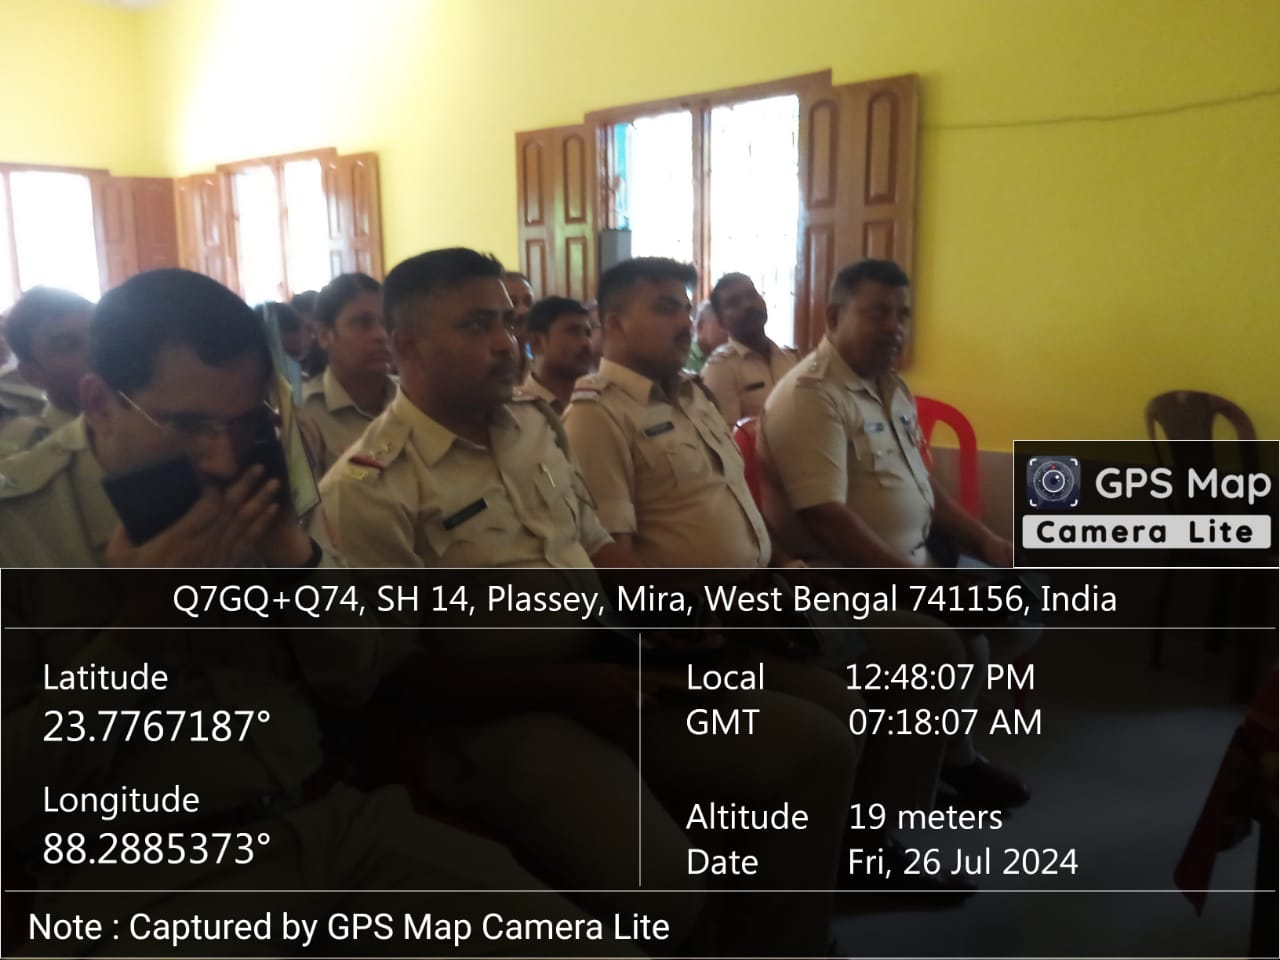 GPS Map
Camera Lite
Q7GQ+Q74, SH 14, Plassey, Mira, West Bengal 741156, India
Latitude
23.7767187°
Longitude
88.2885373°
Local 12:48:07 PM
GMT 07:18:07 AM
Altitude 19 meters
Date Fri, 26 Jul 2024
Note : Captured by GPS Map Camera Lite